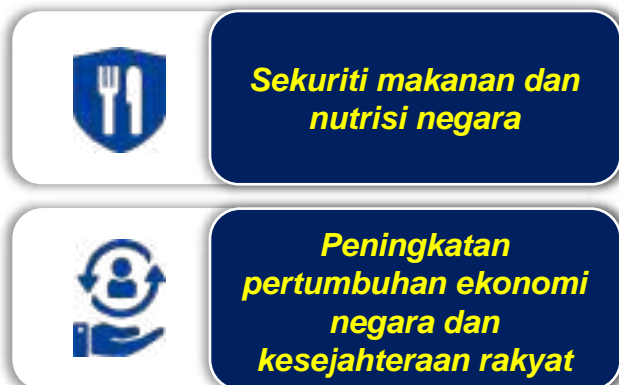 Sekuriti makanan dan
nutrisi negara
Peningkatan
pertumbuhan ekonomi
negara dan
kesejahteraan rakyat